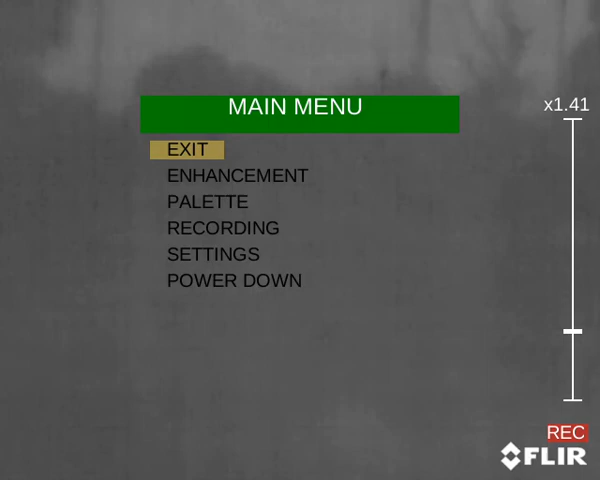 MAIN MENU
x1.41
EXIT
ENHANCEMENT
PALETTE
RECORDING
SETTINGS
POWER DOWN
REC
FLIR